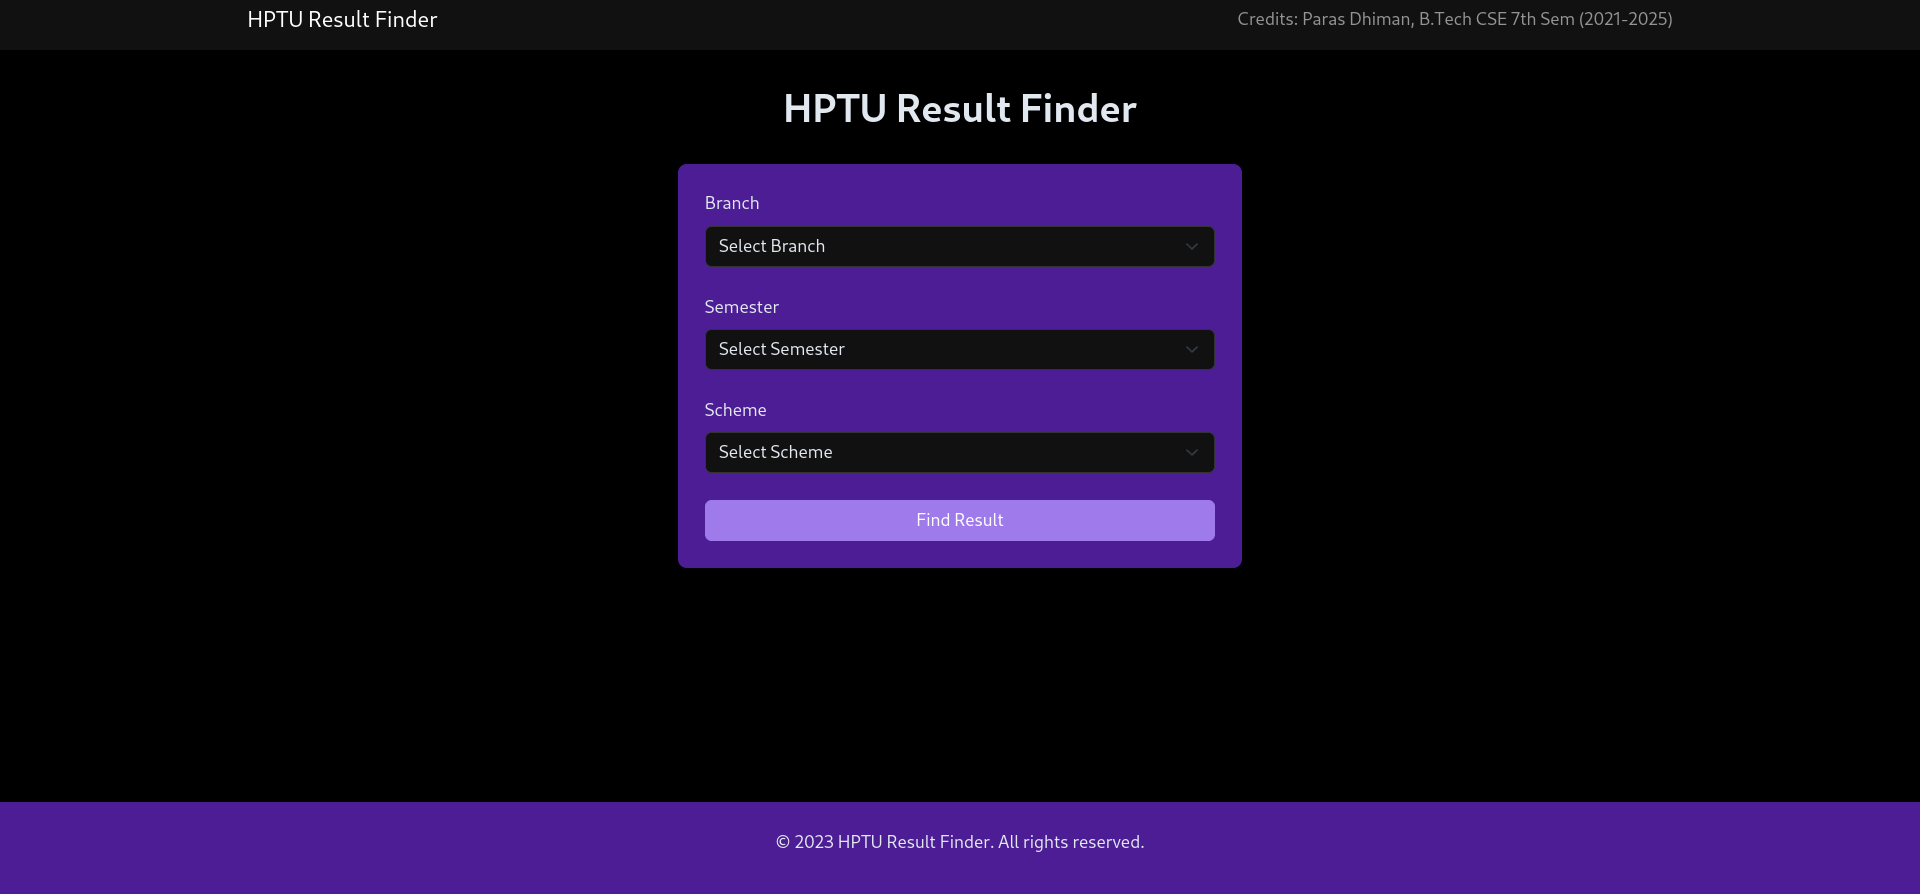 HPTU Result Finder
Credits: Paras Dhiman, B.Tech CSE 7th Sem (2021-2025)
HPTU Result Finder
Branch
Select Branch
Semester
Select Semester
Scheme
Select Scheme
Find Result
© 2023 HPTU Result Finder. All rights reserved.